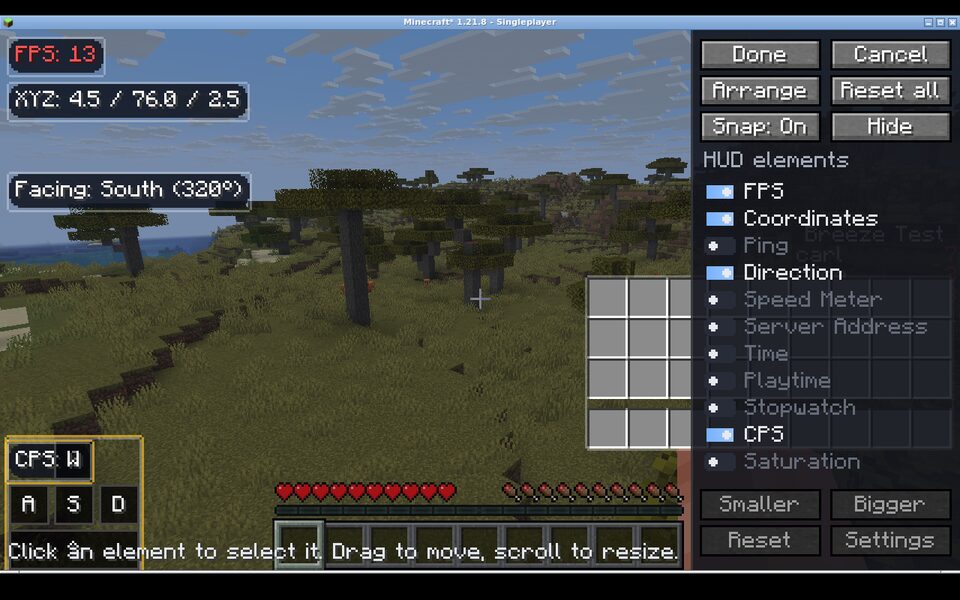 Minecraft* 1.21.8 - Singleplayer
FPS: 13
XYZ: 4.5 / 76.0 / 2.5
Facing: South (320°)
Done
Cancel
Arrange
Reset all
Snap: On
Hide
HUD elements
FPS
Coordinates
Breeze Test
Ping
carl
Direction
Speed Meter
Server Address
Time
Playtime
Stopwatch
CPS
Saturation
Smaller
Bigger
Reset
Settings
CPS: W
A S D
Click an element to select it. Drag to move, scroll to resize.